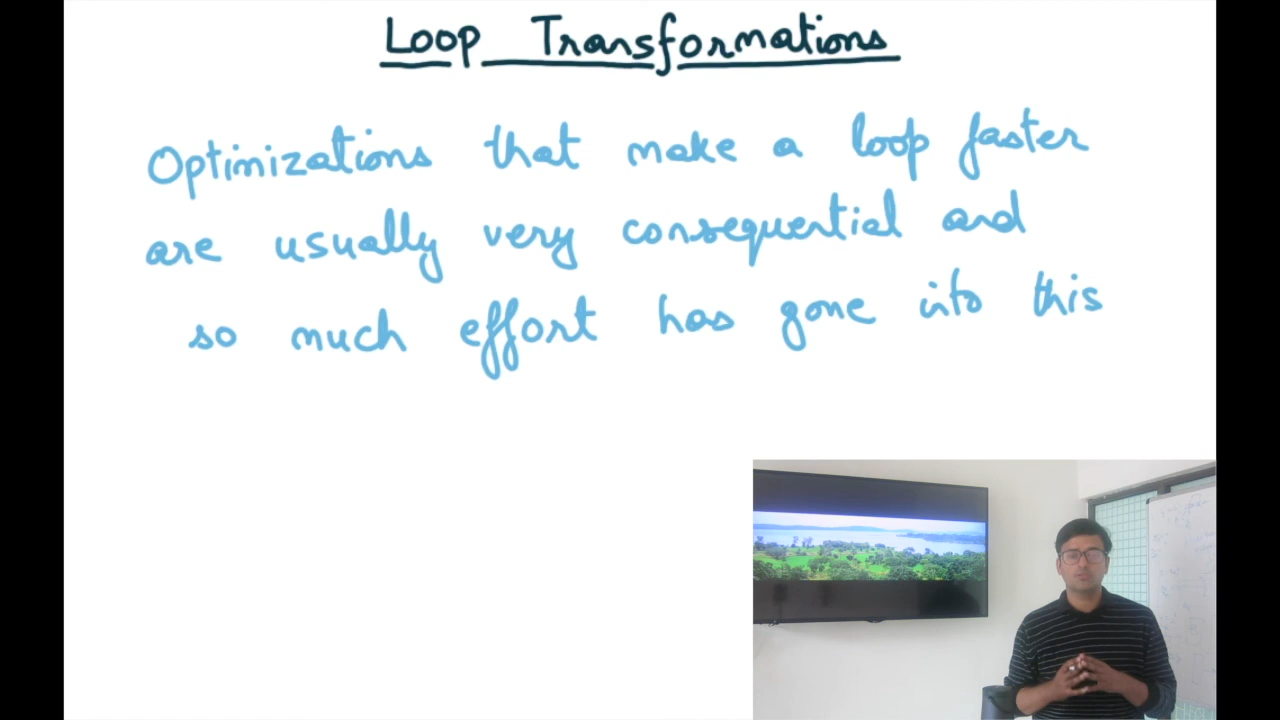 Loop Transformations
Optimizations that make a loop faster
are usually very consequential and
so much effort has gone into this